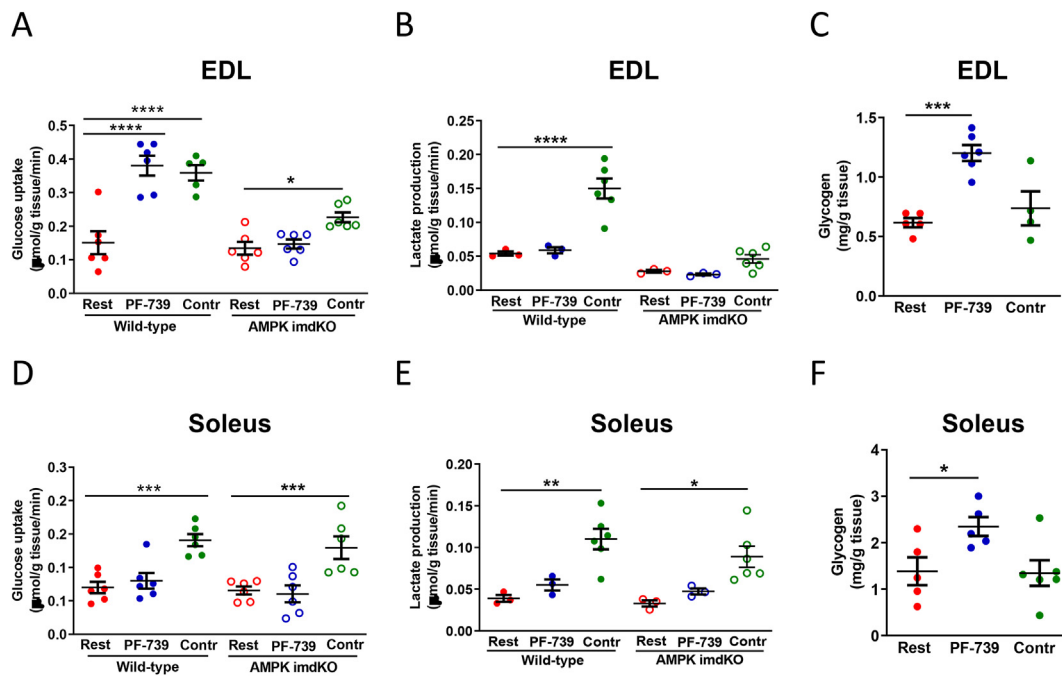 A
EDL
Glucose uptake
(µmol/g tissue/min)
0.5
0.4
0.3
0.2
0.1
0.0
****
****
*
Rest PF-739 Contr
Wild-type
Rest PF-739 Contr
AMPK imdKO
B
EDL
Lactate production
(µmol/g tissue/min)
0.25
0.20
0.15
0.10
0.05
0.00
****
Rest PF-739 Contr
Wild-type
Rest PF-739 Contr
AMPK imdKO
C
EDL
Glycogen
(mg/g tissue)
1.5
1.0
0.5
0.0
***
Rest PF-739 Contr
D
Soleus
Glucose uptake
(µmol/g tissue/min)
0.3
0.2
0.2
0.1
0.1
0.0
***
***
Rest PF-739 Contr
Wild-type
Rest PF-739 Contr
AMPK imdKO
E
Soleus
Lactate production
(µmol/g tissue/min)
0.20
0.15
0.10
0.05
0.00
**
*
Rest PF-739 Contr
Wild-type
Rest PF-739 Contr
AMPK imdKO
F
Soleus
Glycogen
(mg/g tissue)
4
3
2
1
0
*
Rest PF-739 Contr